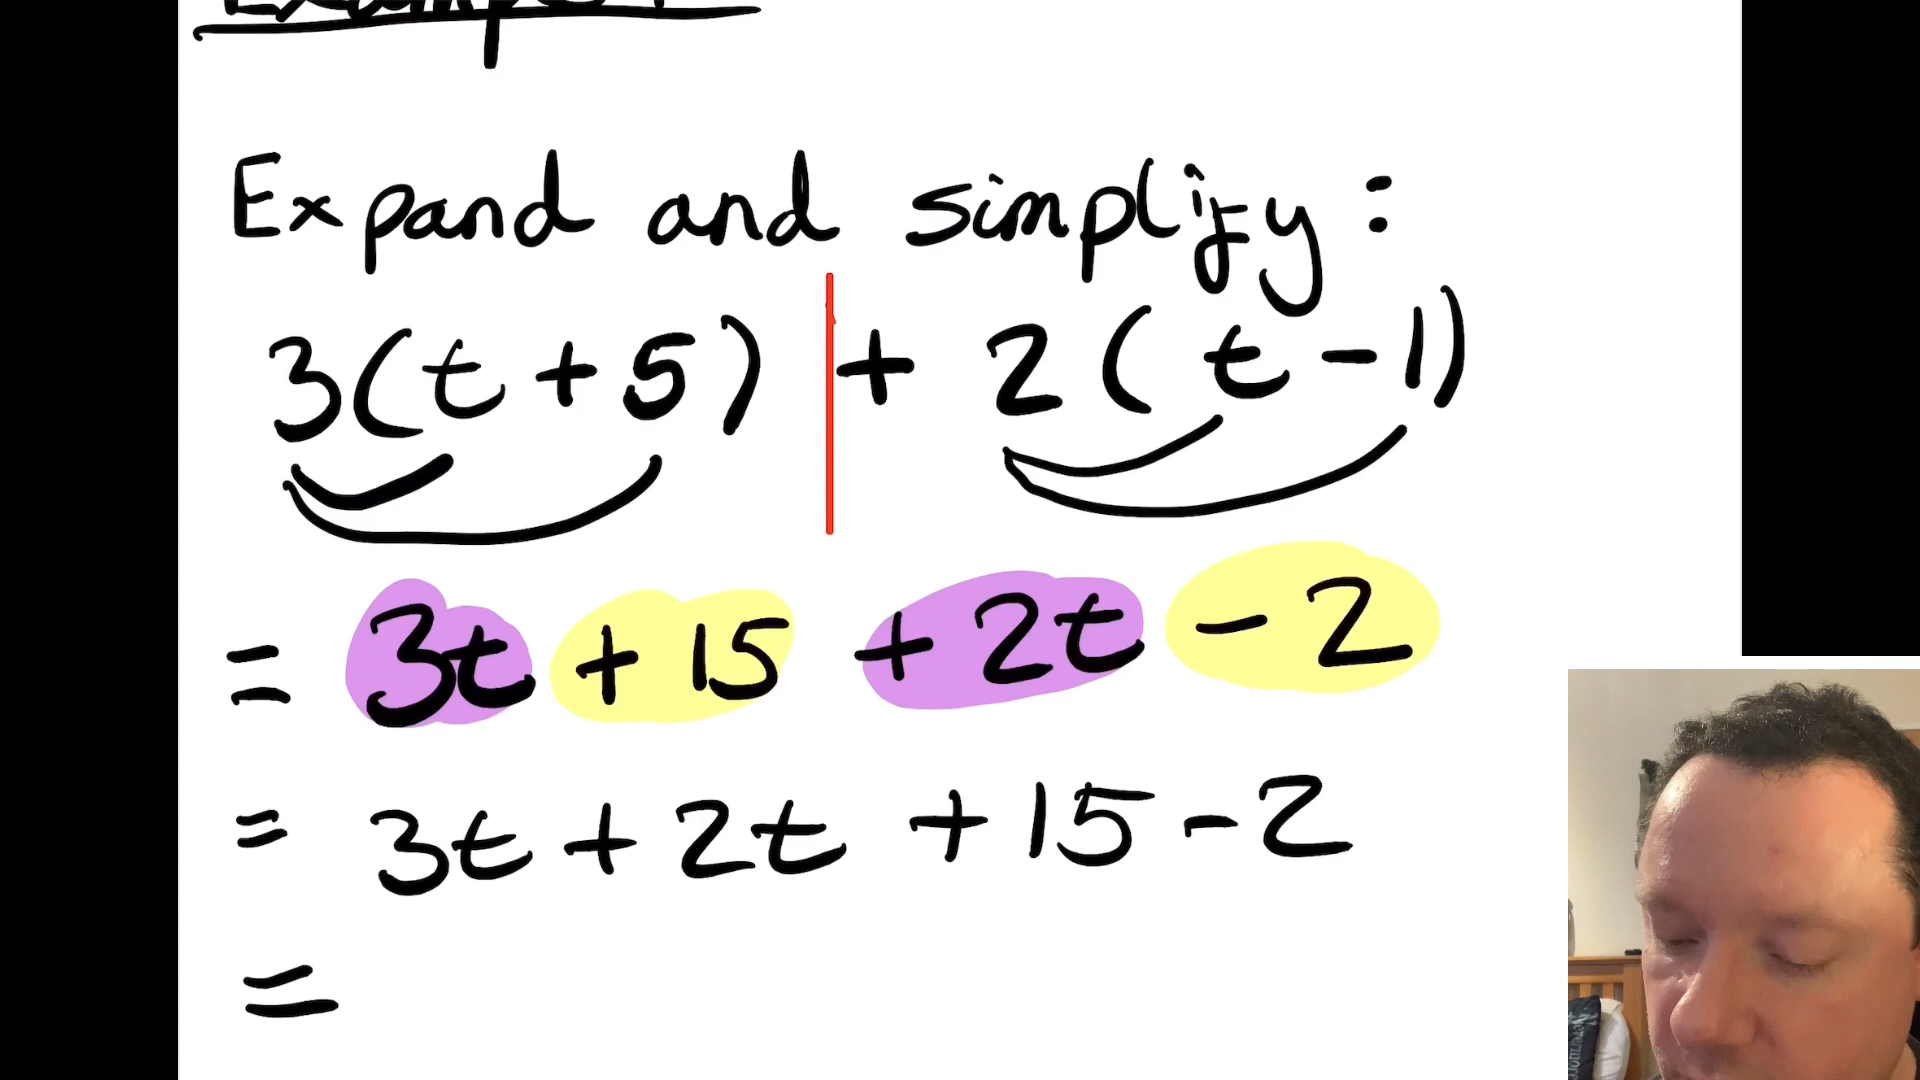 Expand and simplify :
3(t + 5) + 2(t - 1)
= 3t + 15 + 2t - 2
= 3t + 2t + 15 - 2
=